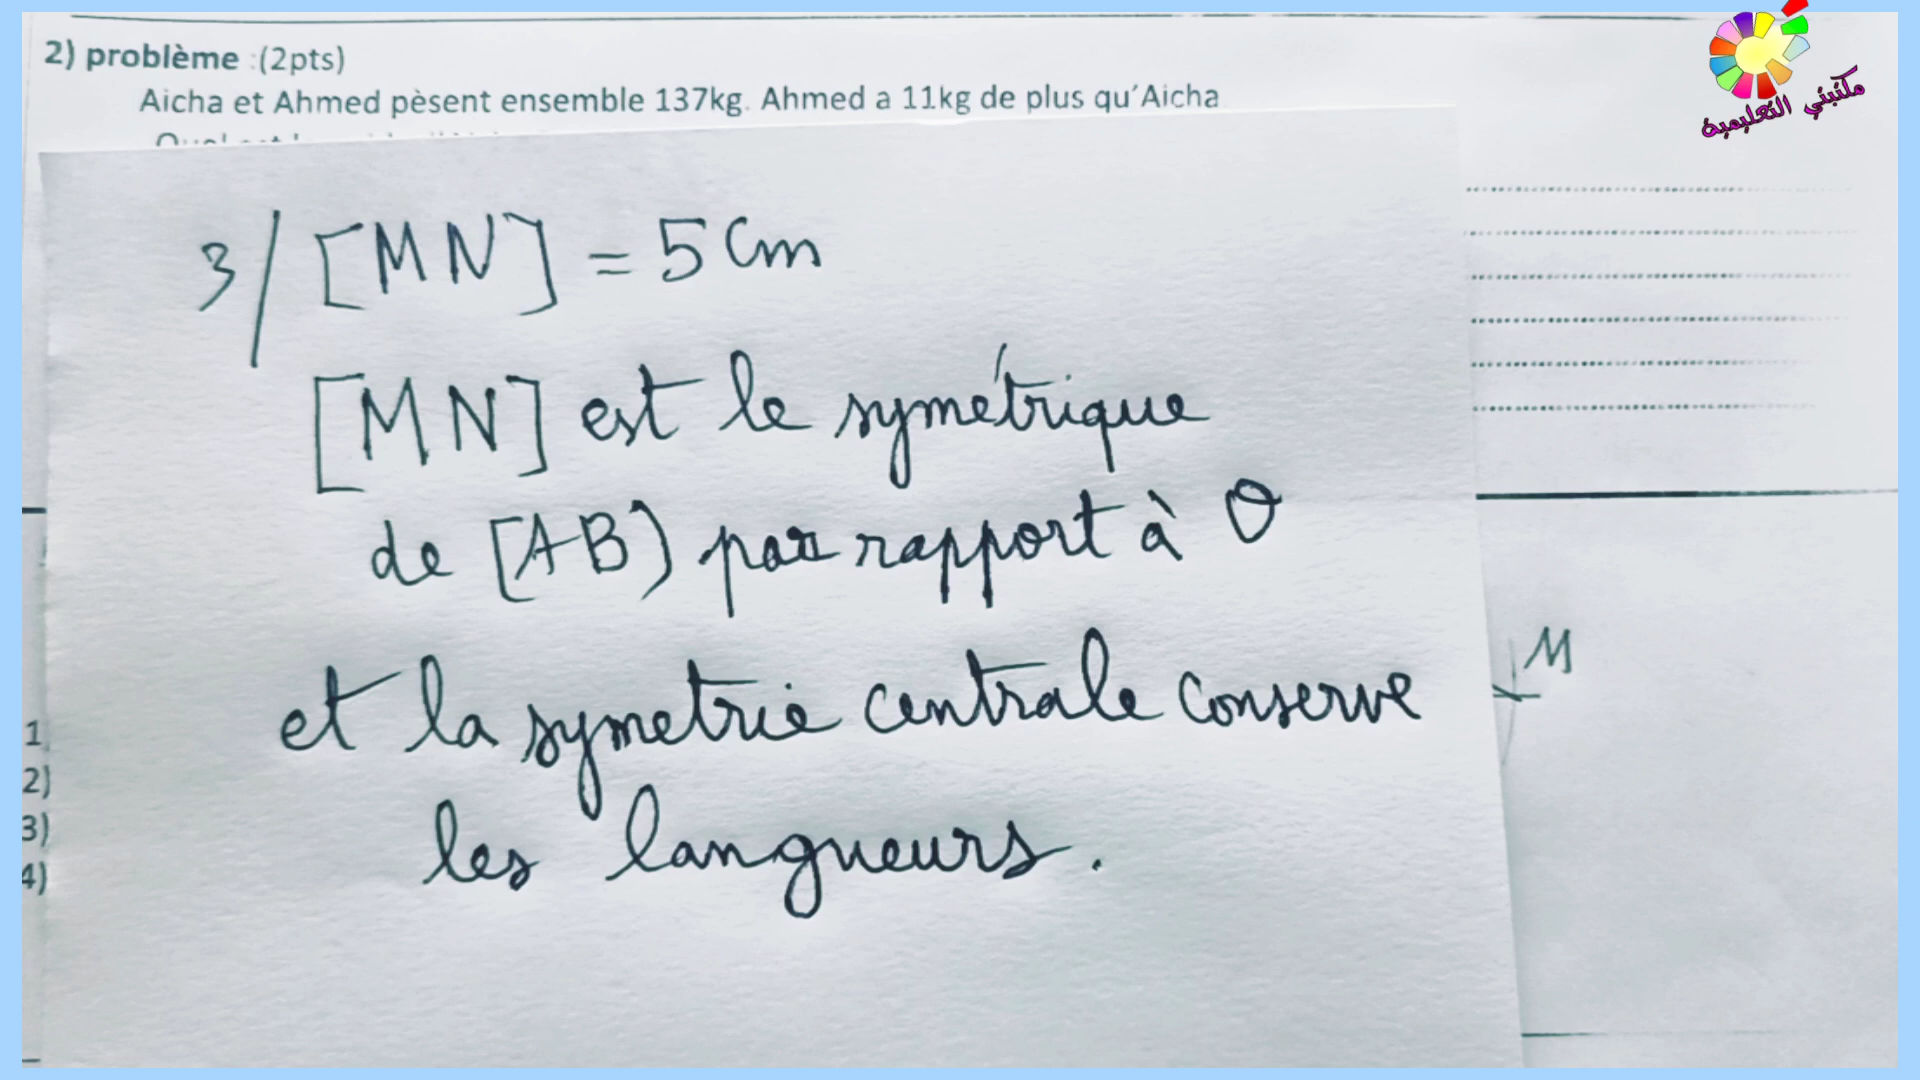 2) problème :(2pts)
Aicha et Ahmed pèsent ensemble 137kg. Ahmed a 11kg de plus qu'Aicha
مكتبتي التعليمية
3/ [MN] = 5 Cm
[MN] est le symétrique
de [AB) par rapport à O
et la symetrie centrale conserve
les langueurs.
M
1
2)
3)
4)